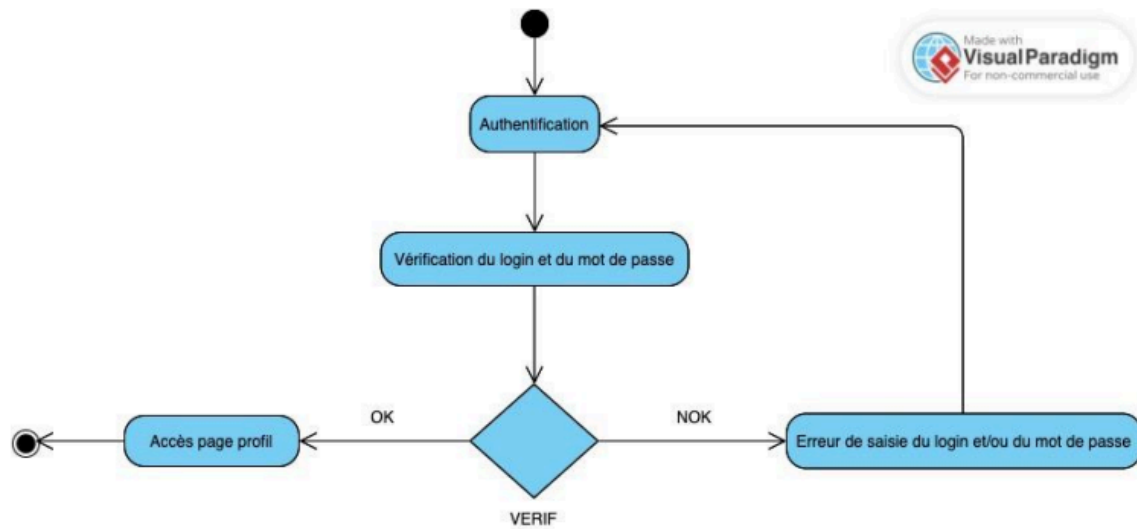 Made with
Visual Paradigm
For non-commercial use
Authentification
Vérification du login et du mot de passe
OK
NOK
Accès page profil
Erreur de saisie du login et/ou du mot de passe
VERIF